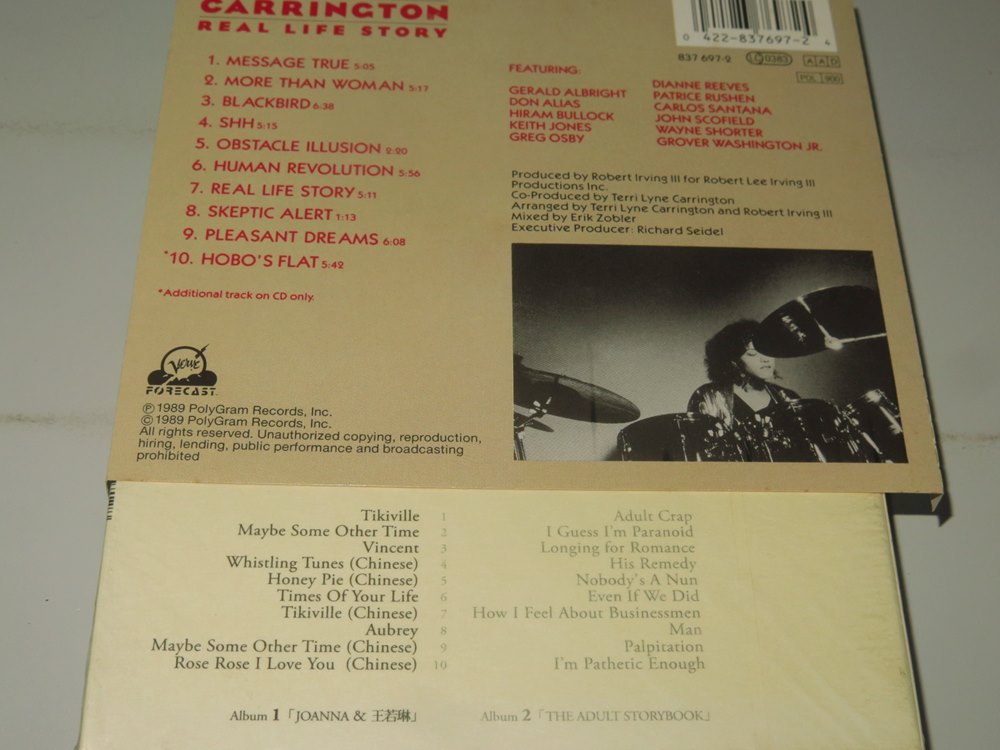 CARRINGTON
REAL LIFE STORY
1. MESSAGE TRUE 5:05
2. MORE THAN WOMAN 5:17
3. BLACKBIRD 6:38
4. SHH 5:15
5. OBSTACLE ILLUSION 2:20
6. HUMAN REVOLUTION 5:56
7. REAL LIFE STORY 5:11
8. SKEPTIC ALERT 1:13
9. PLEASANT DREAMS 6:08
*10. HOBO'S FLAT 5:42
*Additional track on CD only.
0 422-837697-2 4
837 697-2 LC 0383 A A D
POL 900
FEATURING:
GERALD ALBRIGHT
DON ALIAS
HIRAM BULLOCK
KEITH JONES
GREG OSBY
DIANNE REEVES
PATRICE RUSHEN
CARLOS SANTANA
JOHN SCOFIELD
WAYNE SHORTER
GROVER WASHINGTON JR.
Produced by Robert Irving III for Robert Lee Irving III
Productions Inc.
Co-Produced by Terri Lyne Carrington
Arranged by Terri Lyne Carrington and Robert Irving III
Mixed by Erik Zobler
Executive Producer: Richard Seidel
Verve
FORECAST
℗ 1989 PolyGram Records, Inc.
© 1989 PolyGram Records, Inc.
All rights reserved. Unauthorized copying, reproduction,
hiring, lending, public performance and broadcasting
prohibited
Tikiville 1 Adult Crap
Maybe Some Other Time 2 I Guess I'm Paranoid
Vincent 3 Longing for Romance
Whistling Tunes (Chinese) 4 His Remedy
Honey Pie (Chinese) 5 Nobody's A Nun
Times Of Your Life 6 Even If We Did
Tikiville (Chinese) 7 How I Feel About Businessmen
Aubrey 8 Man
Maybe Some Other Time (Chinese) 9 Palpitation
Rose Rose I Love You (Chinese) 10 I'm Pathetic Enough
Album 1「JOANNA & 王若琳」 Album 2「THE ADULT STORYBOOK」